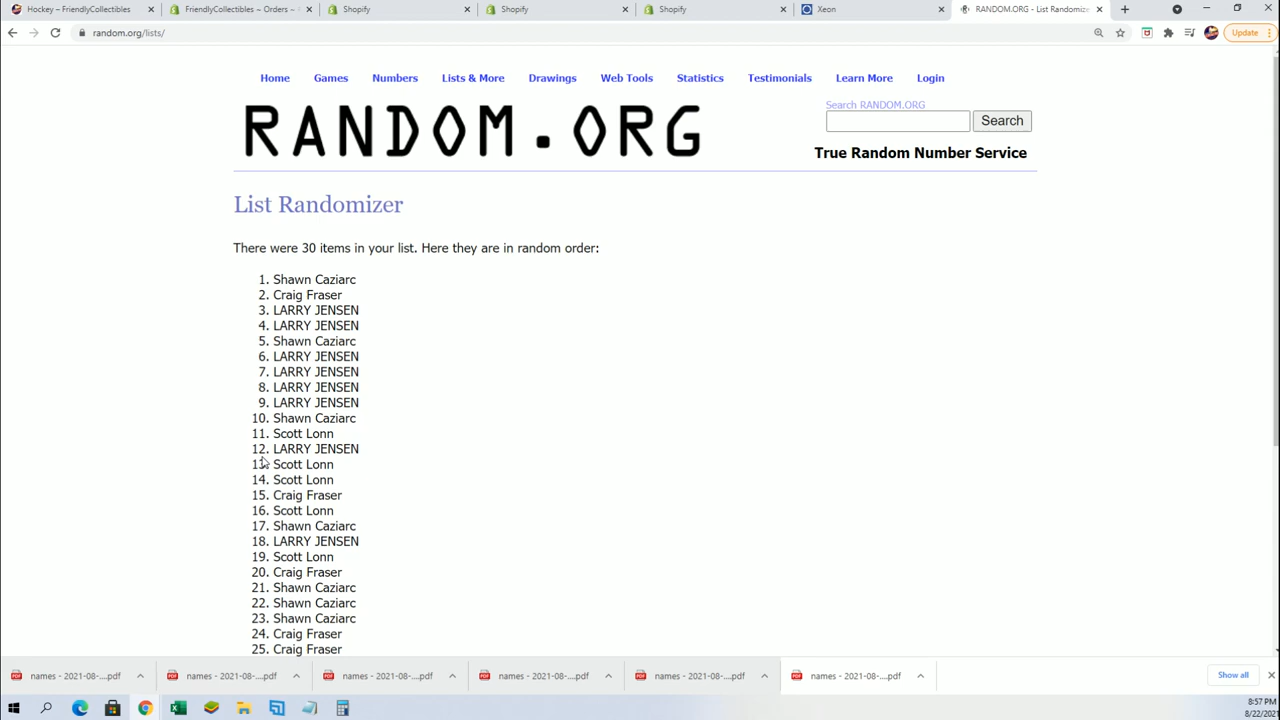 Hockey – FriendlyCollectibles
FriendlyCollectibles ~ Orders ~
Shopify
Shopify
Shopify
Xeon
RANDOM.ORG - List Randomize
random.org/lists/
Update
Home Games Numbers Lists & More Drawings Web Tools Statistics Testimonials Learn More Login
RANDOM.ORG
Search RANDOM.ORG
Search
True Random Number Service
List Randomizer
There were 30 items in your list. Here they are in random order:
1. Shawn Caziarc
2. Craig Fraser
3. LARRY JENSEN
4. LARRY JENSEN
5. Shawn Caziarc
6. LARRY JENSEN
7. LARRY JENSEN
8. LARRY JENSEN
9. LARRY JENSEN
10. Shawn Caziarc
11. Scott Lonn
12. LARRY JENSEN
13. Scott Lonn
14. Scott Lonn
15. Craig Fraser
16. Scott Lonn
17. Shawn Caziarc
18. LARRY JENSEN
19. Scott Lonn
20. Craig Fraser
21. Shawn Caziarc
22. Shawn Caziarc
23. Shawn Caziarc
24. Craig Fraser
25. Craig Fraser
names - 2021-08-....pdf
names - 2021-08-....pdf
names - 2021-08-....pdf
names - 2021-08-....pdf
names - 2021-08-....pdf
names - 2021-08-....pdf
Show all
8:57 PM
8/22/2021